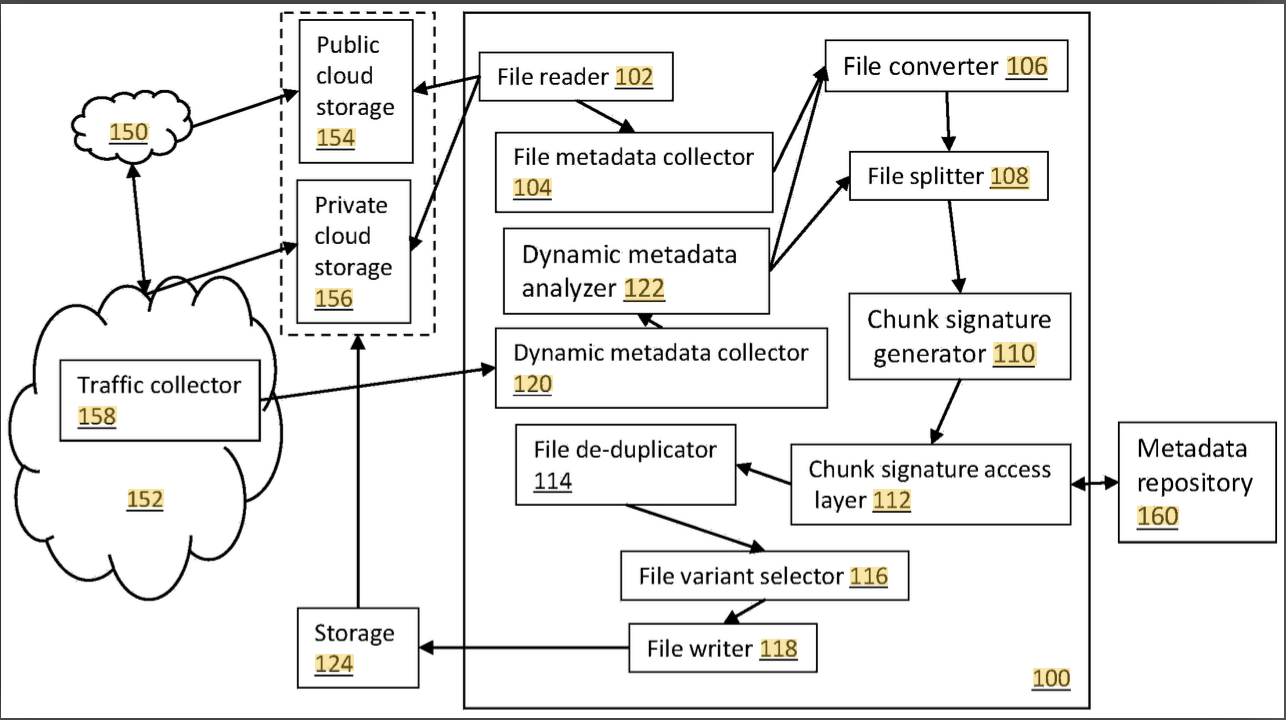 150
Public
cloud
storage
154
Private
cloud
storage
156
Traffic collector
158
152
Storage
124
File reader 102
File metadata collector
104
Dynamic metadata
analyzer 122
Dynamic metadata collector
120
File converter 106
File splitter 108
Chunk signature
generator 110
Chunk signature access
layer 112
File de-duplicator
114
File variant selector 116
File writer 118
100
Metadata
repository
160